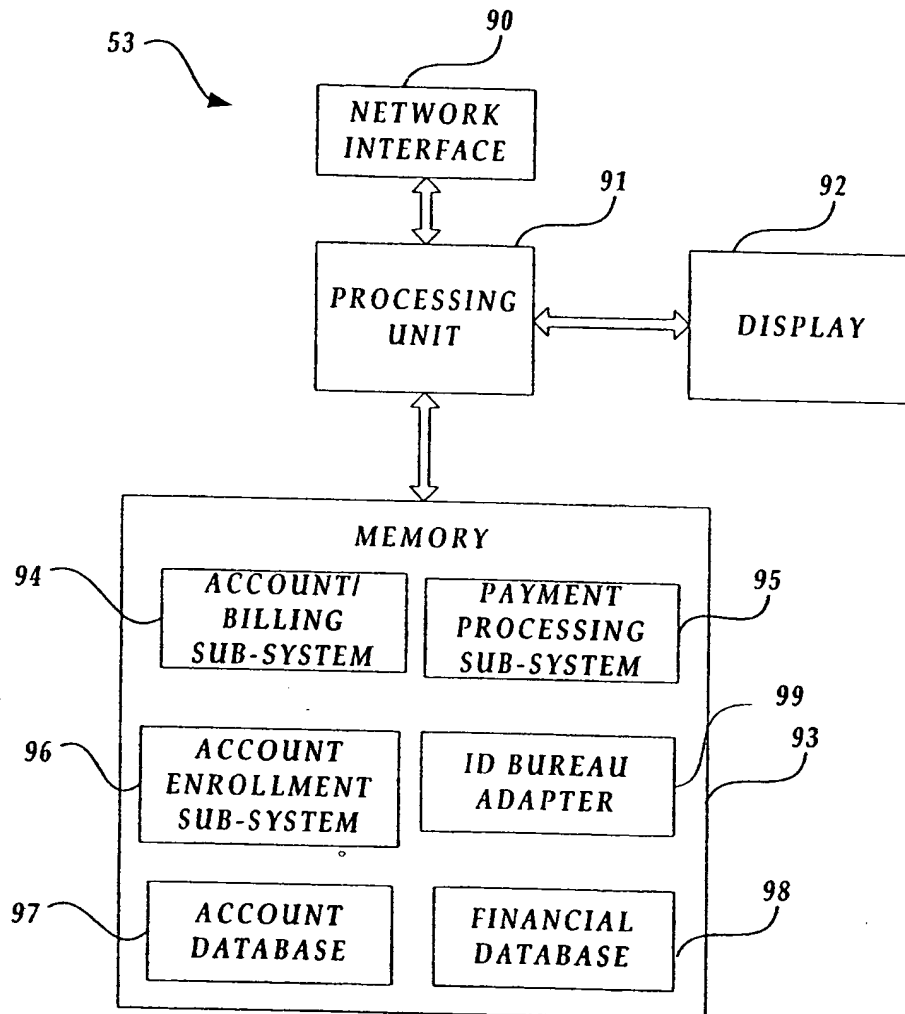 53
90
NETWORK
INTERFACE
91
PROCESSING
UNIT
92
DISPLAY
MEMORY
94
ACCOUNT/
BILLING
SUB-SYSTEM
PAYMENT
PROCESSING
SUB-SYSTEM
95
96
ACCOUNT
ENROLLMENT
SUB-SYSTEM
ID BUREAU
ADAPTER
99
93
97
ACCOUNT
DATABASE
FINANCIAL
DATABASE
98